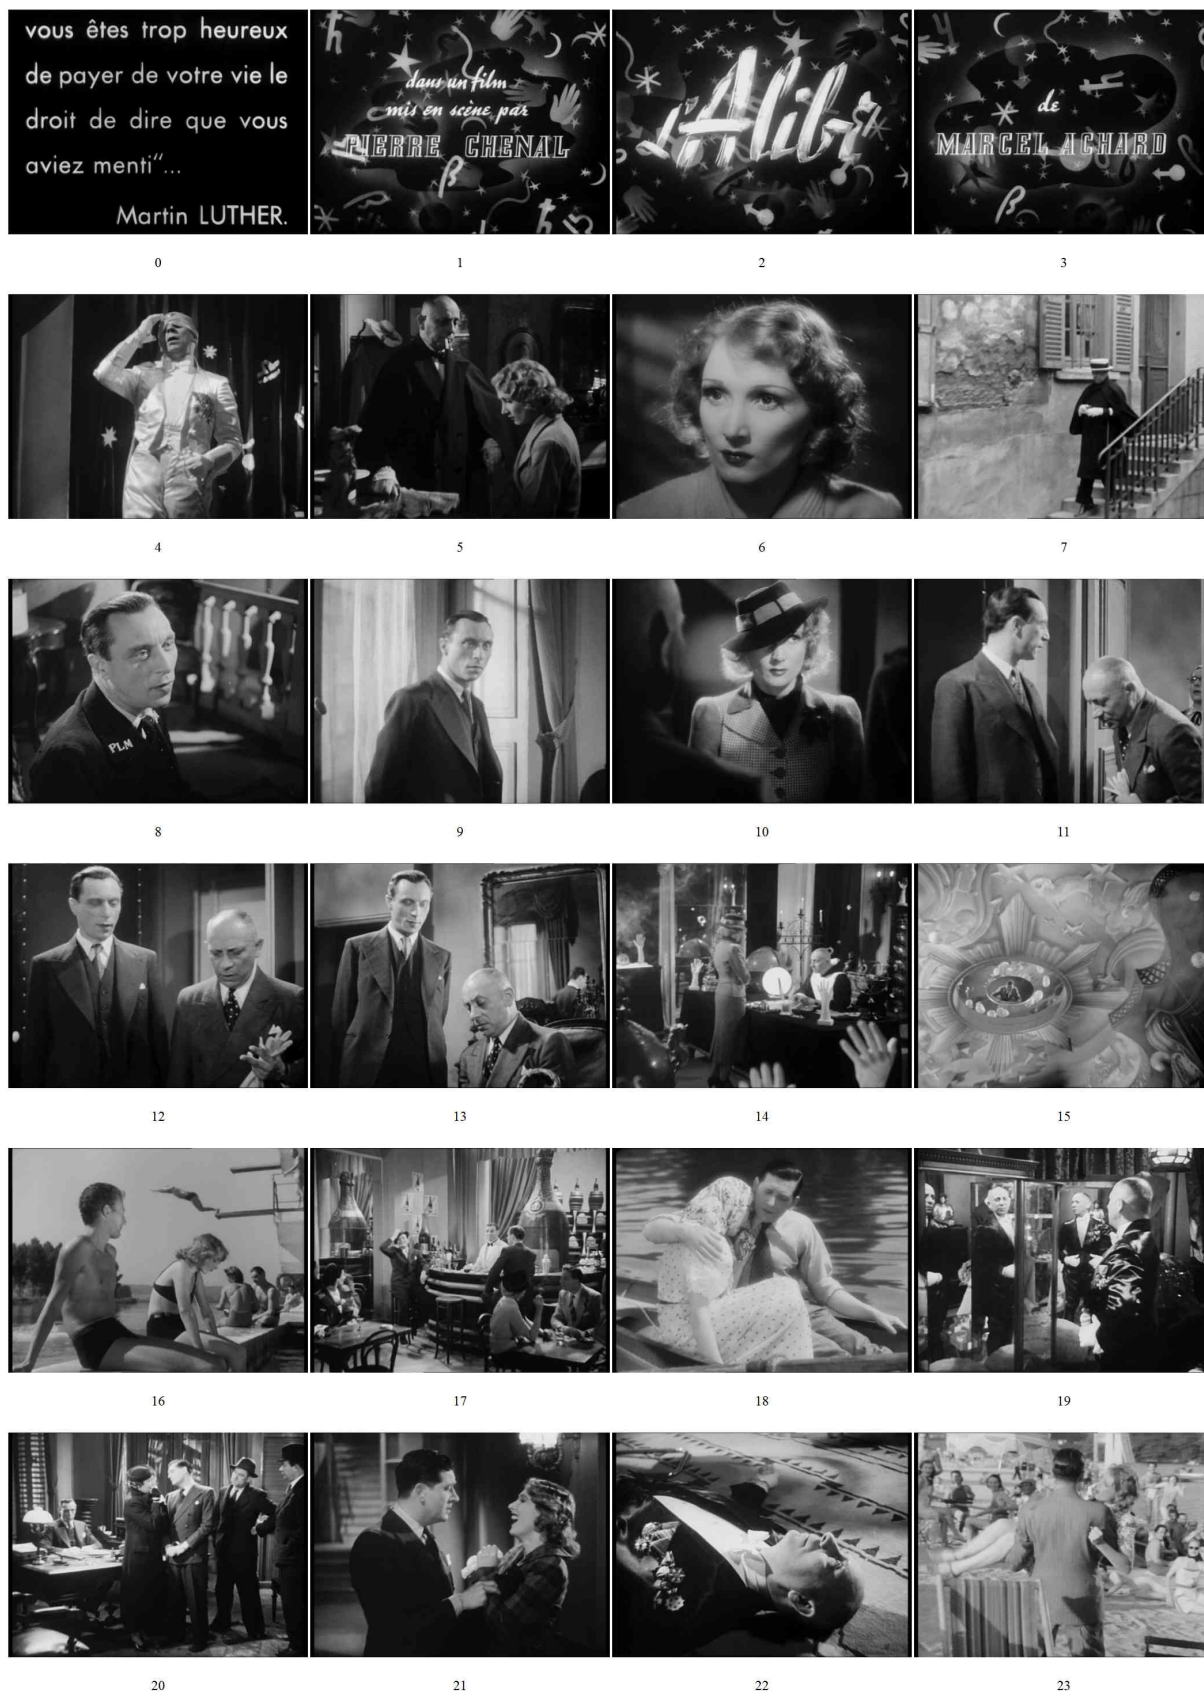 vous êtes trop heureux
de payer de votre vie le
droit de dire que vous
aviez menti“...
Martin LUTHER.
dans un film
mis en scène par
PIERRE CHENAL
l'Alibi
de
MARCEL ACHARD
0
1
2
3
4
5
6
7
PLM
8
9
10
11
12
13
14
15
16
17
18
19
20
21
22
23